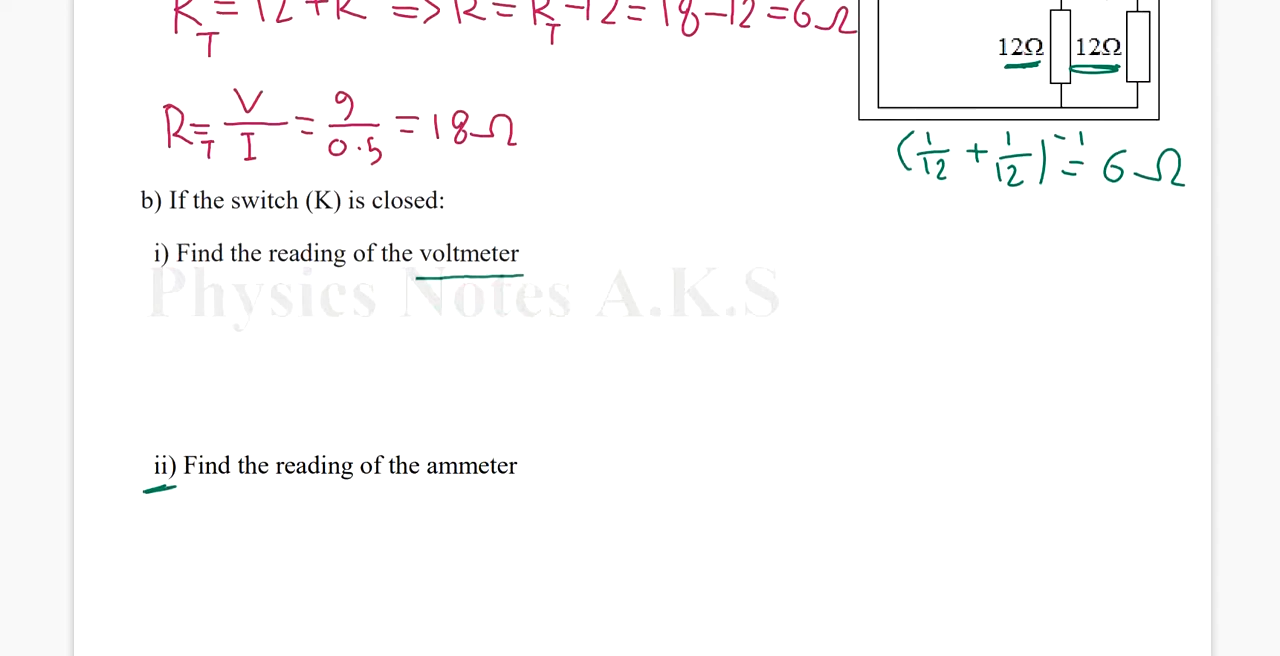 R_T = 12 + R => R = R_T - 12 = 18 - 12 = 6Ω
12Ω 12Ω
R_T = V/I = 9/0.5 = 18Ω
(1/12 + 1/12)^-1 = 6Ω
b) If the switch (K) is closed:
i) Find the reading of the voltmeter
Physics Notes A.K.S
ii) Find the reading of the ammeter